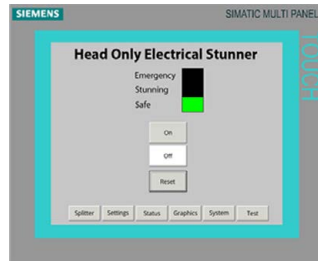 SIEMENS
SIMATIC MULTI PANEL
TOUCH
Head Only Electrical Stunner
Emergency
Stunning
Safe
On
Off
Reset
Splitter Settings Status Graphics System Test